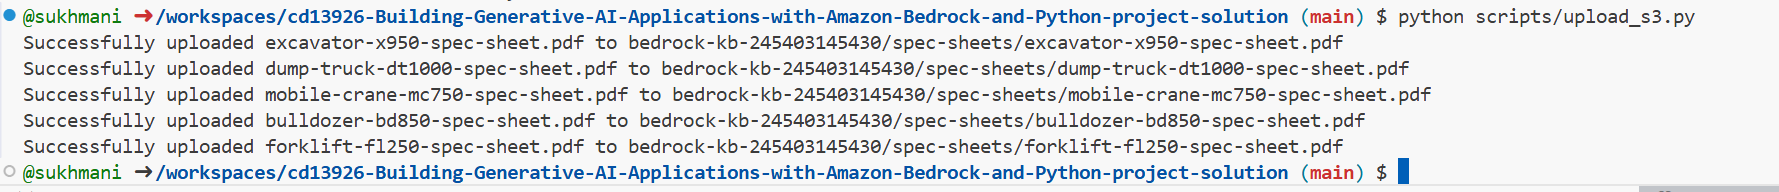 @sukhmani ➜/workspaces/cd13926-Building-Generative-AI-Applications-with-Amazon-Bedrock-and-Python-project-solution (main) $ python scripts/upload_s3.py
Successfully uploaded excavator-x950-spec-sheet.pdf to bedrock-kb-245403145430/spec-sheets/excavator-x950-spec-sheet.pdf
Successfully uploaded dump-truck-dt1000-spec-sheet.pdf to bedrock-kb-245403145430/spec-sheets/dump-truck-dt1000-spec-sheet.pdf
Successfully uploaded mobile-crane-mc750-spec-sheet.pdf to bedrock-kb-245403145430/spec-sheets/mobile-crane-mc750-spec-sheet.pdf
Successfully uploaded bulldozer-bd850-spec-sheet.pdf to bedrock-kb-245403145430/spec-sheets/bulldozer-bd850-spec-sheet.pdf
Successfully uploaded forklift-fl250-spec-sheet.pdf to bedrock-kb-245403145430/spec-sheets/forklift-fl250-spec-sheet.pdf
@sukhmani ➜/workspaces/cd13926-Building-Generative-AI-Applications-with-Amazon-Bedrock-and-Python-project-solution (main) $